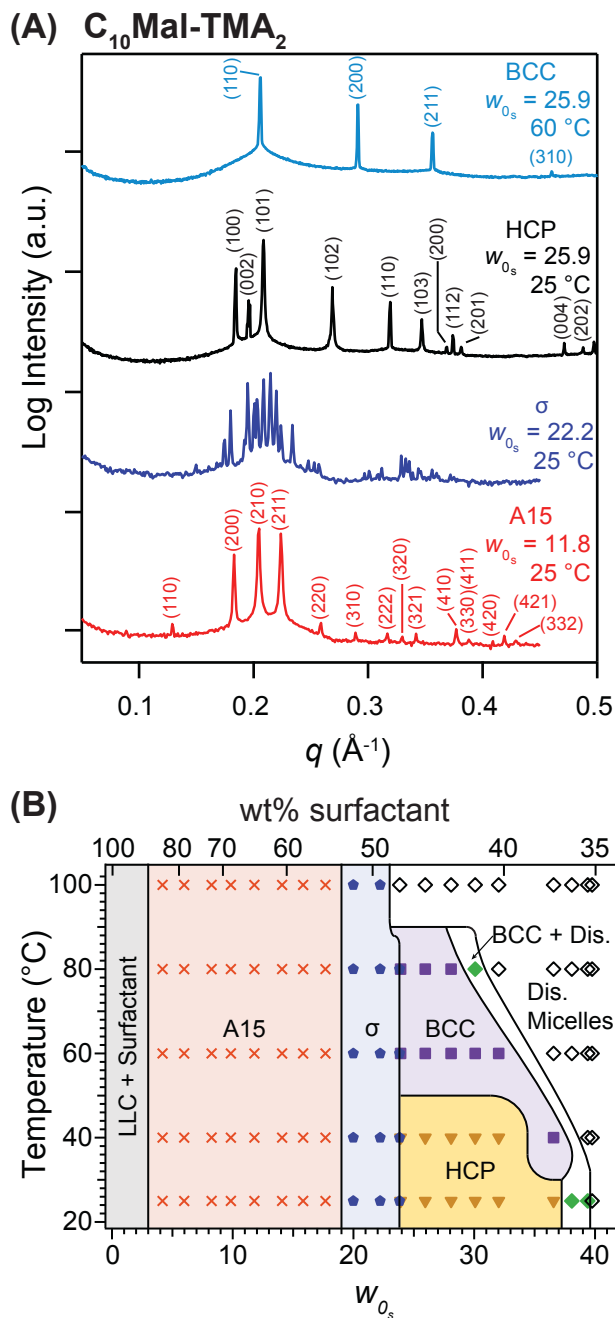 (A) C₁₀Mal-TMA₂
BCC
w₀ₛ = 25.9
60 °C
(110)
(200)
(211)
(310)
HCP
w₀ₛ = 25.9
25 °C
(100)
(002)
(101)
(102)
(110)
(103)
(200)
(112)
(201)
(004)
(202)
σ
w₀ₛ = 22.2
25 °C
A15
w₀ₛ = 11.8
25 °C
(110)
(200)
(210)
(211)
(220)
(310)
(222)
(320)
(321)
(410)
(330)
(411)
(420)
(421)
(332)
Log Intensity (a.u.)
0.1 0.2 0.3 0.4 0.5
q (Å⁻¹)
(B) wt% surfactant
100 80 70 60 50 40 35
Temperature (°C)
100
80
60
40
20
LLC + Surfactant
A15
σ
BCC
HCP
BCC + Dis.
Dis.
Micelles
0 10 20 30 40
w₀ₛ